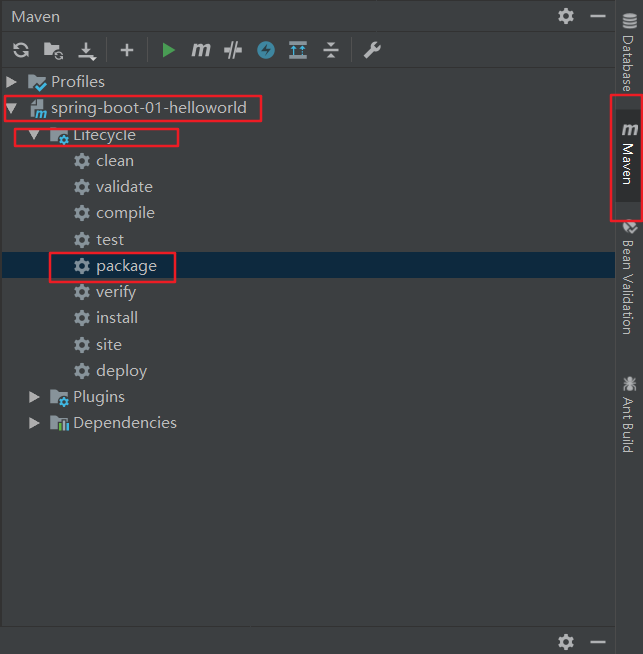 Maven
Profiles
spring-boot-01-helloworld
Lifecycle
clean
validate
compile
test
package
verify
install
site
deploy
Plugins
Dependencies
Database
Maven
Bean Validation
Ant Build